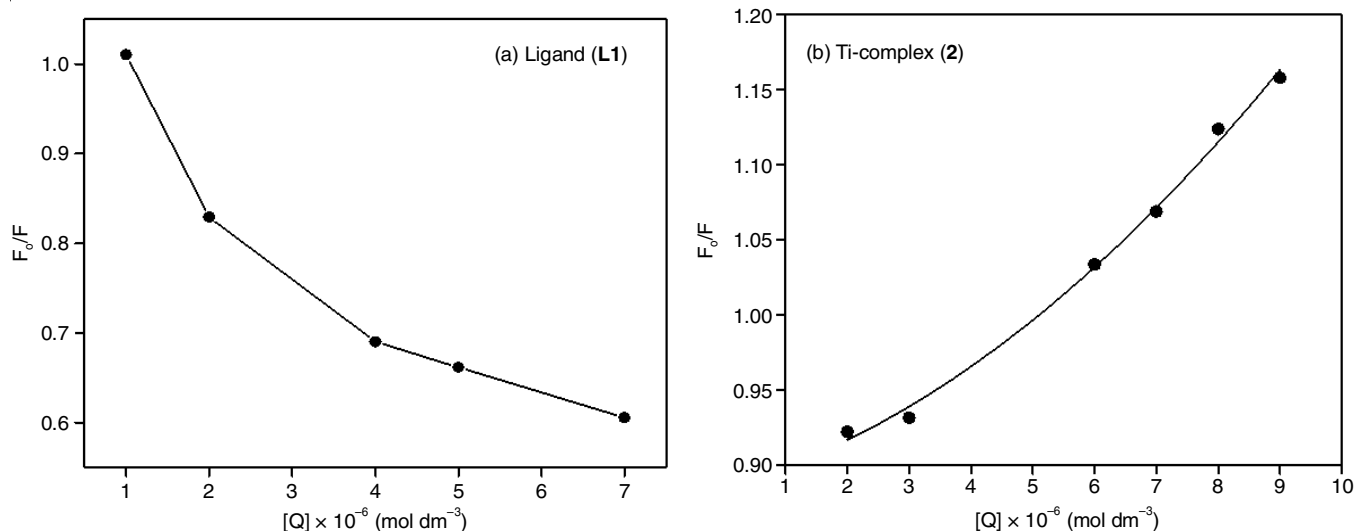 (a) Ligand (L1)
1.0
0.9
0.8
0.7
0.6
Fo/F
1 2 3 4 5 6 7
[Q] × 10⁻⁶ (mol dm⁻³)
(b) Ti-complex (2)
1.20
1.15
1.10
1.05
1.00
0.95
0.90
Fo/F
1 2 3 4 5 6 7 8 9 10
[Q] × 10⁻⁶ (mol dm⁻³)